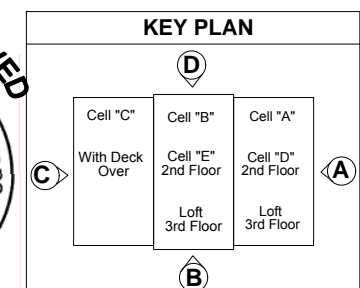 KEY PLAN
D
Cell "C"
With Deck
Over
Cell "B"
Cell "E"
2nd Floor
Loft
3rd Floor
Cell "A"
Cell "D"
2nd Floor
Loft
3rd Floor
C
A
B